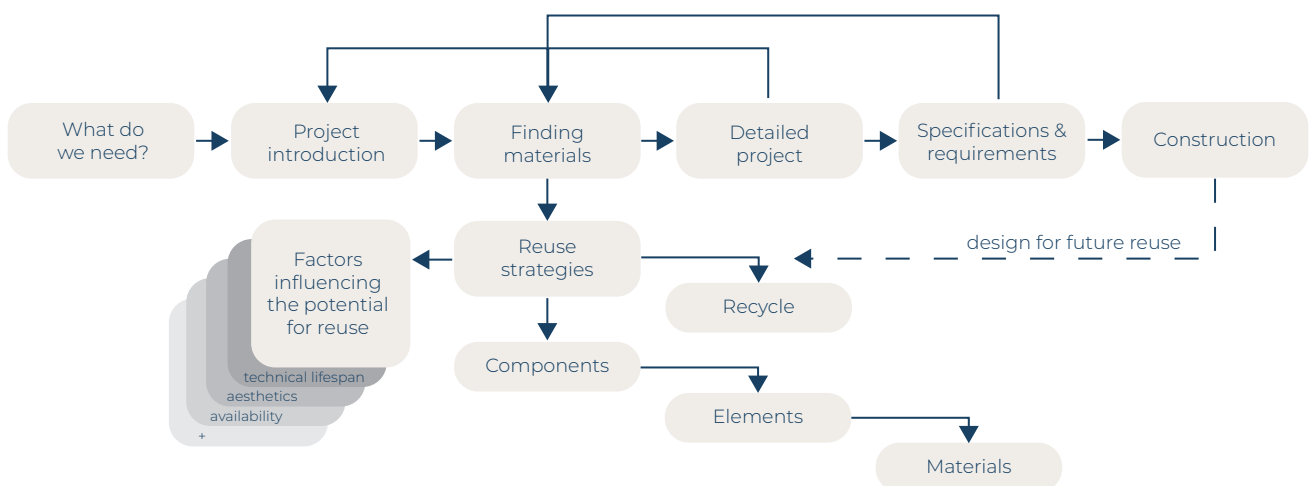 What do
we need?
Project
introduction
Finding
materials
Detailed
project
Specifications &
requirements
Construction
design for future reuse
Factors
influencing
the potential
for reuse
technical lifespan
aesthetics
availability
+
Reuse
strategies
Recycle
Components
Elements
Materials